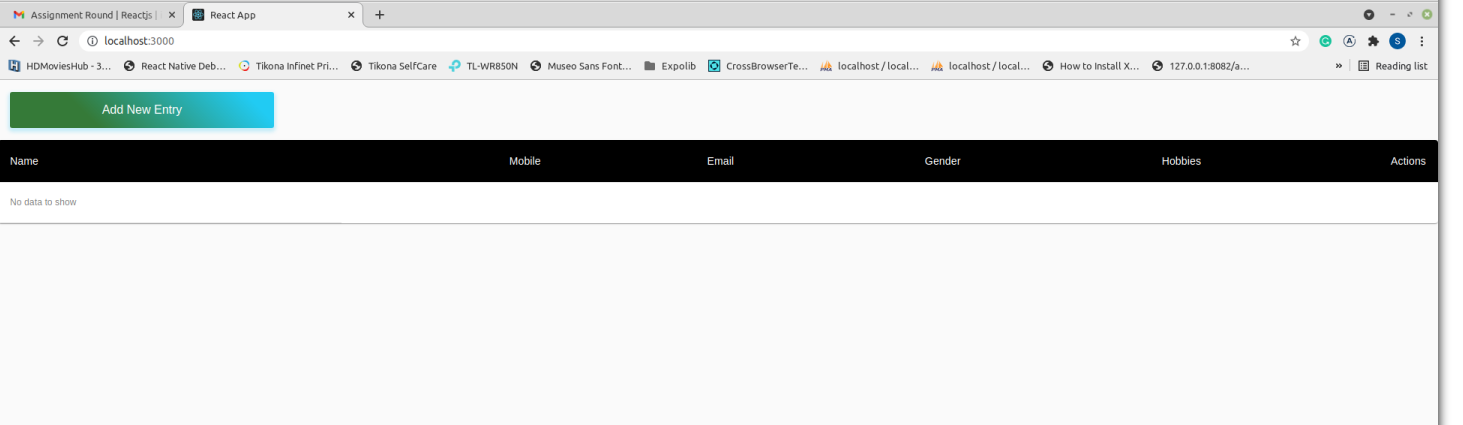 Assignment Round | Reactjs |
React App
localhost:3000
HDMoviesHub - 3... React Native Deb... Tikona Infinet Pri... Tikona SelfCare TL-WR850N Museo Sans Font... Expolib CrossBrowserTe... localhost / local... localhost / local... How to Install X... 127.0.0.1:8082/a... » Reading list
Add New Entry
Name Mobile Email Gender Hobbies Actions
No data to show